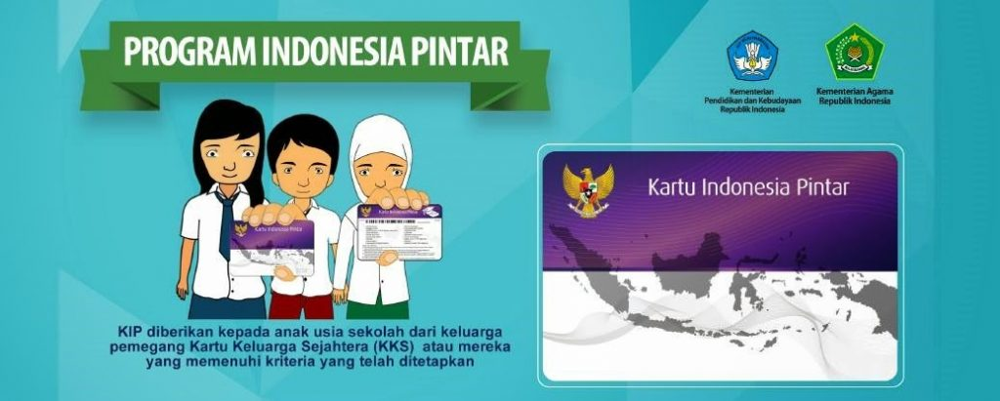 PROGRAM INDONESIA PINTAR
Kementerian
Pendidikan dan Kebudayaan
Republik Indonesia
Kementerian Agama
Republik Indonesia
Kartu Indonesia Pintar
Kartu Indonesia Pintar
Kartu Indonesia Pintar
KIP diberikan kepada anak usia sekolah dari keluarga
pemegang Kartu Keluarga Sejahtera (KKS) atau mereka
yang memenuhi kriteria yang telah ditetapkan